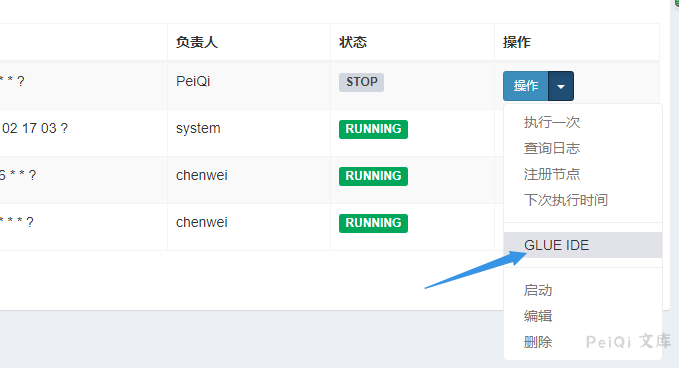 负责人 状态 操作
* * ? PeiQi STOP 操作
执行一次
02 17 03 ? system RUNNING
查询日志
6 * * ? chenwei RUNNING
注册节点
下次执行时间
* * * ? chenwei RUNNING
GLUE IDE
启动
编辑
删除
PeiQi 文库